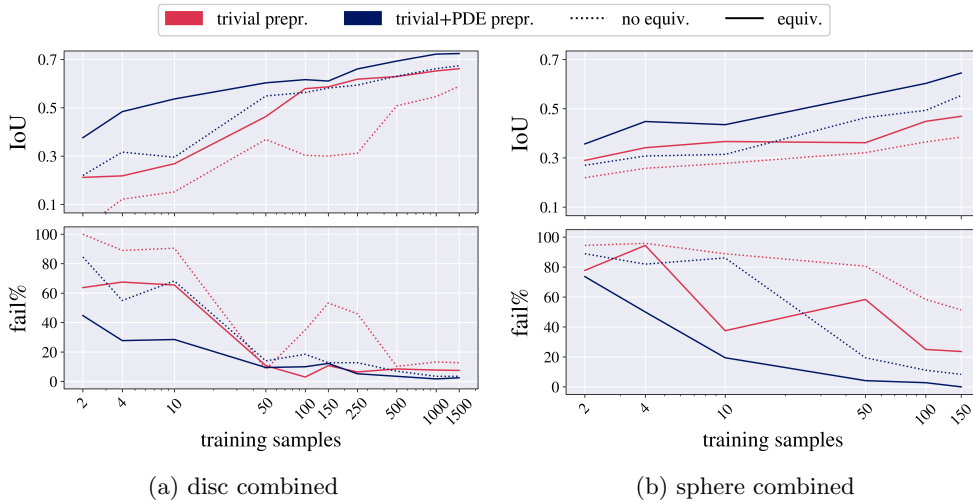 trivial prepr. trivial+PDE prepr. no equiv. equiv.
0.7
0.5
0.3
0.1
IoU
100
80
60
40
20
0
fail%
2 4 10 50 100 150 250 500 1000 1500
training samples
(a) disc combined
0.7
0.5
0.3
0.1
IoU
100
80
60
40
20
0
fail%
2 4 10 50 100 150
training samples
(b) sphere combined